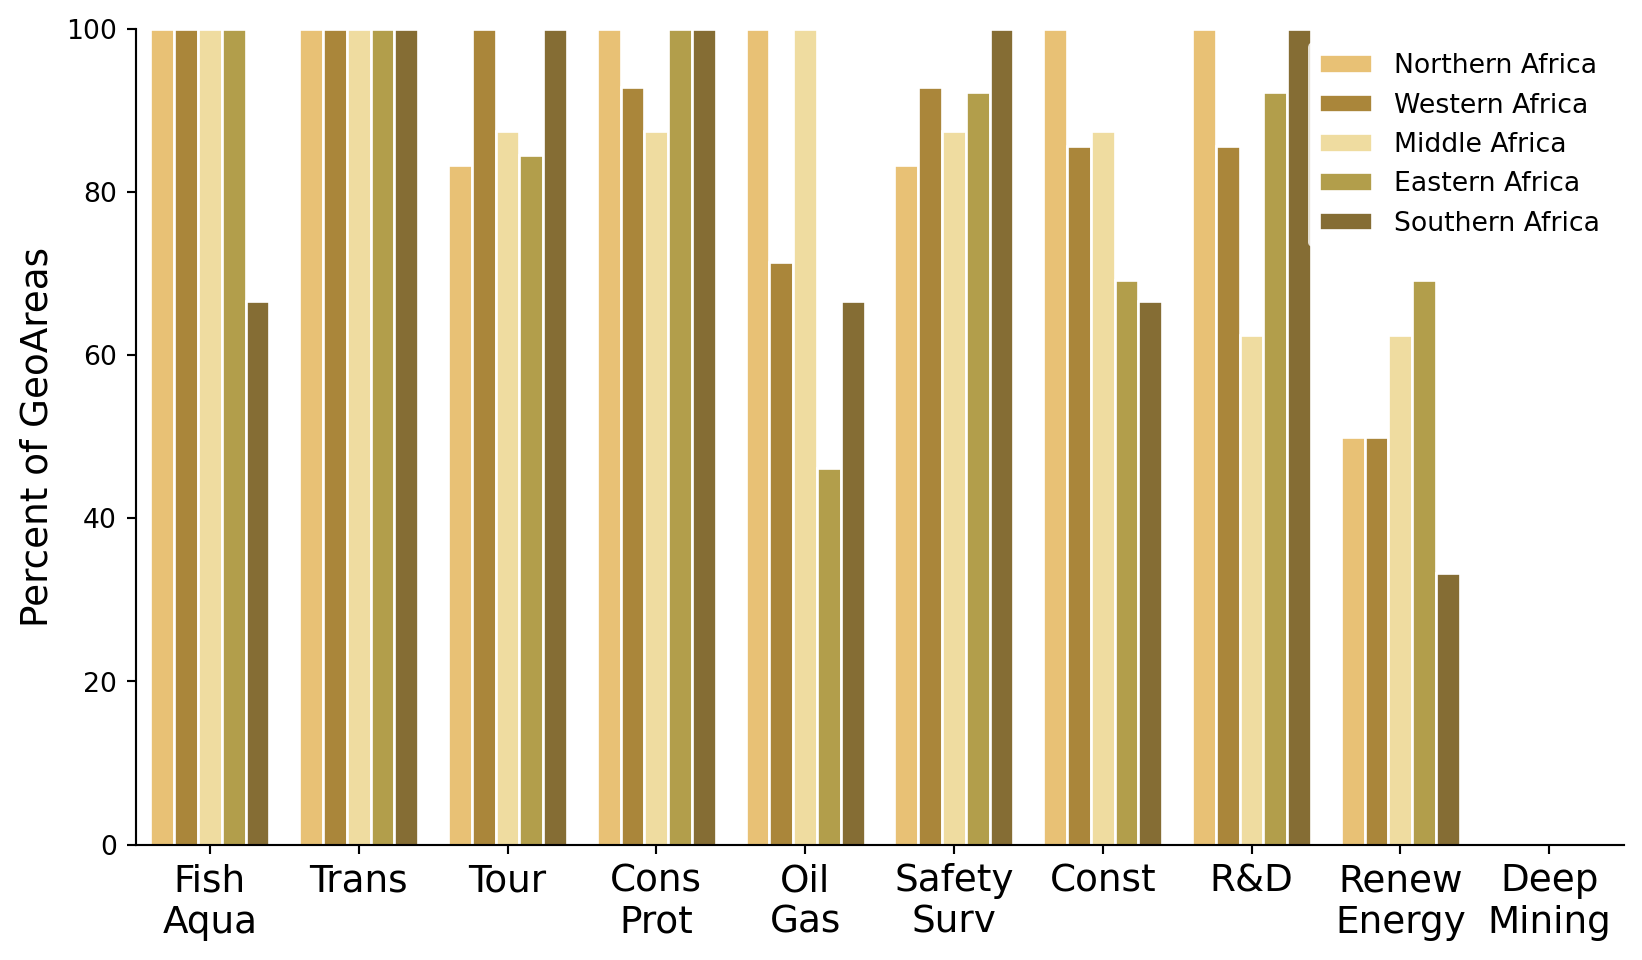 Percent of GeoAreas
100
80
60
40
20
0
Northern Africa
Western Africa
Middle Africa
Eastern Africa
Southern Africa
Fish Aqua
Trans
Tour
Cons Prot
Oil Gas
Safety Surv
Const
R&D
Renew Energy
Deep Mining